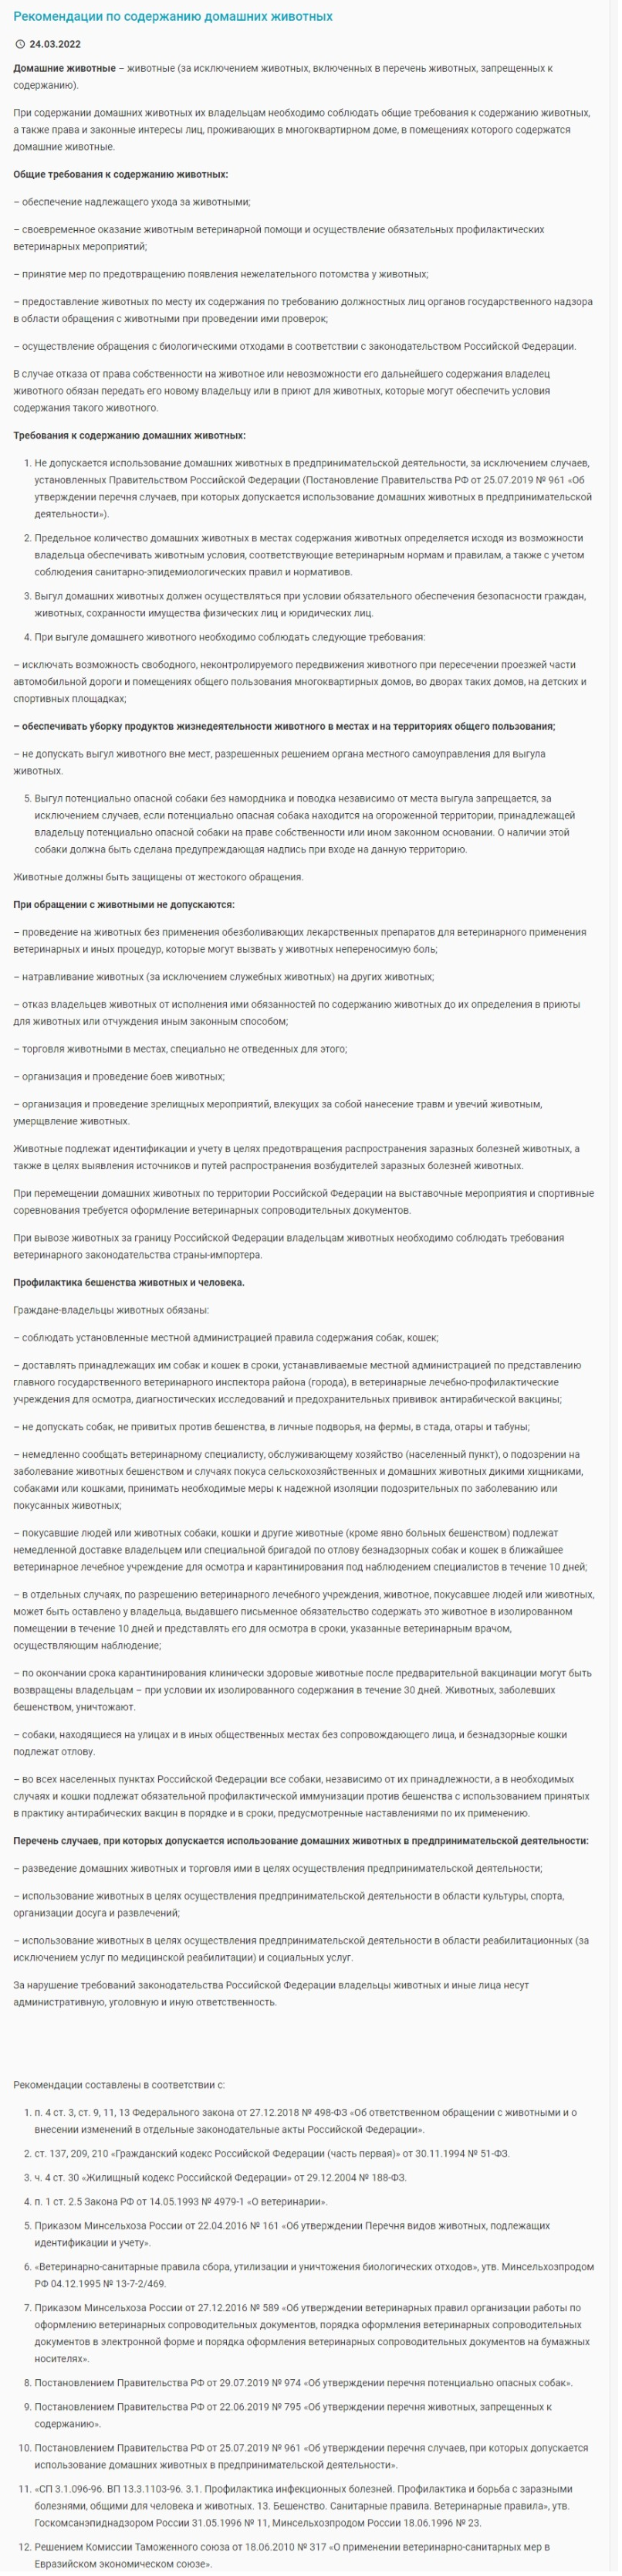 Рекомендации по содержанию домашних животных
24.03.2022
Домашние животные – животные (за исключением животных, включенных в перечень животных, запрещенных к
содержанию).
При содержании домашних животных их владельцам необходимо соблюдать общие требования к содержанию животных,
а также права и законные интересы лиц, проживающих в многоквартирном доме, в помещениях которого содержатся
домашние животные.
Общие требования к содержанию животных:
– обеспечение надлежащего ухода за животными;
– своевременное оказание животным ветеринарной помощи и осуществление обязательных профилактических
ветеринарных мероприятий;
– принятие мер по предотвращению появления нежелательного потомства у животных;
– предоставление животных по месту их содержания по требованию должностных лиц органов государственного надзора
в области обращения с животными при проведении ими проверок;
– осуществление обращения с биологическими отходами в соответствии с законодательством Российской Федерации.
В случае отказа от права собственности на животное или невозможности его дальнейшего содержания владелец
животного обязан передать его новому владельцу или в приют для животных, которые могут обеспечить условия
содержания такого животного.
Требования к содержанию домашних животных:
1. Не допускается использование домашних животных в предпринимательской деятельности, за исключением случаев,
установленных Правительством Российской Федерации (Постановление Правительства РФ от 25.07.2019 № 961 «Об
утверждении перечня случаев, при которых допускается использование домашних животных в предпринимательской
деятельности»).
2. Предельное количество домашних животных в местах содержания животных определяется исходя из возможности
владельца обеспечивать животным условия, соответствующие ветеринарным нормам и правилам, а также с учетом
соблюдения санитарно-эпидемиологических правил и нормативов.
3. Выгул домашних животных должен осуществляться при условии обязательного обеспечения безопасности граждан,
животных, сохранности имущества физических лиц и юридических лиц.
4. При выгуле домашнего животного необходимо соблюдать следующие требования:
– исключать возможность свободного, неконтролируемого передвижения животного при пересечении проезжей части
автомобильной дороги и помещениях общего пользования многоквартирных домов, во дворах таких домов, на детских и
спортивных площадках;
– обеспечивать уборку продуктов жизнедеятельности животного в местах и на территориях общего пользования;
– не допускать выгул животного вне мест, разрешенных решением органа местного самоуправления для выгула
животных.
5. Выгул потенциально опасной собаки без намордника и поводка независимо от места выгула запрещается, за
исключением случаев, если потенциально опасная собака находится на огороженной территории, принадлежащей
владельцу потенциально опасной собаки на праве собственности или ином законном основании. О наличии этой
собаки должна быть сделана предупреждающая надпись при входе на данную территорию.
Животные должны быть защищены от жестокого обращения.
При обращении с животными не допускаются:
– проведение на животных без применения обезболивающих лекарственных препаратов для ветеринарного применения
ветеринарных и иных процедур, которые могут вызвать у животных непереносимую боль;
– натравливание животных (за исключением служебных животных) на других животных;
– отказ владельцев животных от исполнения ими обязанностей по содержанию животных до их определения в приюты
для животных или отчуждения иным законным способом;
– торговля животными в местах, специально не отведенных для этого;
– организация и проведение боев животных;
– организация и проведение зрелищных мероприятий, влекущих за собой нанесение травм и увечий животным,
умерщвление животных.
Животные подлежат идентификации и учету в целях предотвращения распространения заразных болезней животных, а
также в целях выявления источников и путей распространения возбудителей заразных болезней животных.
При перемещении домашних животных по территории Российской Федерации на выставочные мероприятия и спортивные
соревнования требуется оформление ветеринарных сопроводительных документов.
При вывозе животных за границу Российской Федерации владельцам животных необходимо соблюдать требования
ветеринарного законодательства страны-импортера.
Профилактика бешенства животных и человека.
Граждане-владельцы животных обязаны:
– соблюдать установленные местной администрацией правила содержания собак, кошек;
– доставлять принадлежащих им собак и кошек в сроки, устанавливаемые местной администрацией по представлению
главного государственного ветеринарного инспектора района (города), в ветеринарные лечебно-профилактические
учреждения для осмотра, диагностических исследований и предохранительных прививок антирабической вакцины;
– не допускать собак, не привитых против бешенства, в личные подворья, на фермы, в стада, отары и табуны;
– немедленно сообщать ветеринарному специалисту, обслуживающему хозяйство (населенный пункт), о подозрении на
заболевание животных бешенством и случаях покуса сельскохозяйственных и домашних животных дикими хищниками,
собаками или кошками, принимать необходимые меры к надежной изоляции подозрительных по заболеванию или
покусанных животных;
– покусавшие людей или животных собаки, кошки и другие животные (кроме явно больных бешенством) подлежат
немедленной доставке владельцем или специальной бригадой по отлову безнадзорных собак и кошек в ближайшее
ветеринарное лечебное учреждение для осмотра и карантинирования под наблюдением специалистов в течение 10 дней;
– в отдельных случаях, по разрешению ветеринарного лечебного учреждения, животное, покусавшее людей или животных,
может быть оставлено у владельца, выдавшего письменное обязательство содержать это животное в изолированном
помещении в течение 10 дней и представлять его для осмотра в сроки, указанные ветеринарным врачом,
осуществляющим наблюдение;
– по окончании срока карантинирования клинически здоровые животные после предварительной вакцинации могут быть
возвращены владельцам – при условии их изолированного содержания в течение 30 дней. Животных, заболевших
бешенством, уничтожают.
– собаки, находящиеся на улицах и в иных общественных местах без сопровождающего лица, и безнадзорные кошки
подлежат отлову.
– во всех населенных пунктах Российской Федерации все собаки, независимо от их принадлежности, а в необходимых
случаях и кошки подлежат обязательной профилактической иммунизации против бешенства с использованием принятых
в практику антирабических вакцин в порядке и в сроки, предусмотренные наставлениями по их применению.
Перечень случаев, при которых допускается использование домашних животных в предпринимательской деятельности:
– разведение домашних животных и торговля ими в целях осуществления предпринимательской деятельности;
– использование животных в целях осуществления предпринимательской деятельности в области культуры, спорта,
организации досуга и развлечений;
– использование животных в целях осуществления предпринимательской деятельности в области реабилитационных (за
исключением услуг по медицинской реабилитации) и социальных услуг.
За нарушение требований законодательства Российской Федерации владельцы животных и иные лица несут
административную, уголовную и иную ответственность.
Рекомендации составлены в соответствии с:
1. п. 4 ст. 3, ст. 9, 11, 13 Федерального закона от 27.12.2018 № 498-ФЗ «Об ответственном обращении с животными и о
внесении изменений в отдельные законодательные акты Российской Федерации».
2. ст. 137, 209, 210 «Гражданский кодекс Российской Федерации (часть первая)» от 30.11.1994 № 51-ФЗ.
3. ч. 4 ст. 30 «Жилищный кодекс Российской Федерации» от 29.12.2004 № 188-ФЗ.
4. п. 1 ст. 2.5 Закона РФ от 14.05.1993 № 4979-1 «О ветеринарии».
5. Приказом Минсельхоза России от 22.04.2016 № 161 «Об утверждении Перечня видов животных, подлежащих
идентификации и учету».
6. «Ветеринарно-санитарные правила сбора, утилизации и уничтожения биологических отходов», утв. Минсельхозпродом
РФ 04.12.1995 № 13-7-2/469.
7. Приказом Минсельхоза России от 27.12.2016 № 589 «Об утверждении ветеринарных правил организации работы по
оформлению ветеринарных сопроводительных документов, порядка оформления ветеринарных сопроводительных
документов в электронной форме и порядка оформления ветеринарных сопроводительных документов на бумажных
носителях».
8. Постановлением Правительства РФ от 29.07.2019 № 974 «Об утверждении перечня потенциально опасных собак».
9. Постановлением Правительства РФ от 22.06.2019 № 795 «Об утверждении перечня животных, запрещенных к
содержанию».
10. Постановлением Правительства РФ от 25.07.2019 № 961 «Об утверждении перечня случаев, при которых допускается
использование домашних животных в предпринимательской деятельности».
11. «СП 3.1.096-96. ВП 13.3.1103-96. 3.1. Профилактика инфекционных болезней. Профилактика и борьба с заразными
болезнями, общими для человека и животных. 13. Бешенство. Санитарные правила. Ветеринарные правила», утв.
Госкомсанэпиднадзором России 31.05.1996 № 11, Минсельхозпродом России 18.06.1996 № 23.
12. Решением Комиссии Таможенного союза от 18.06.2010 № 317 «О применении ветеринарно-санитарных мер в
Евразийском экономическом союзе».